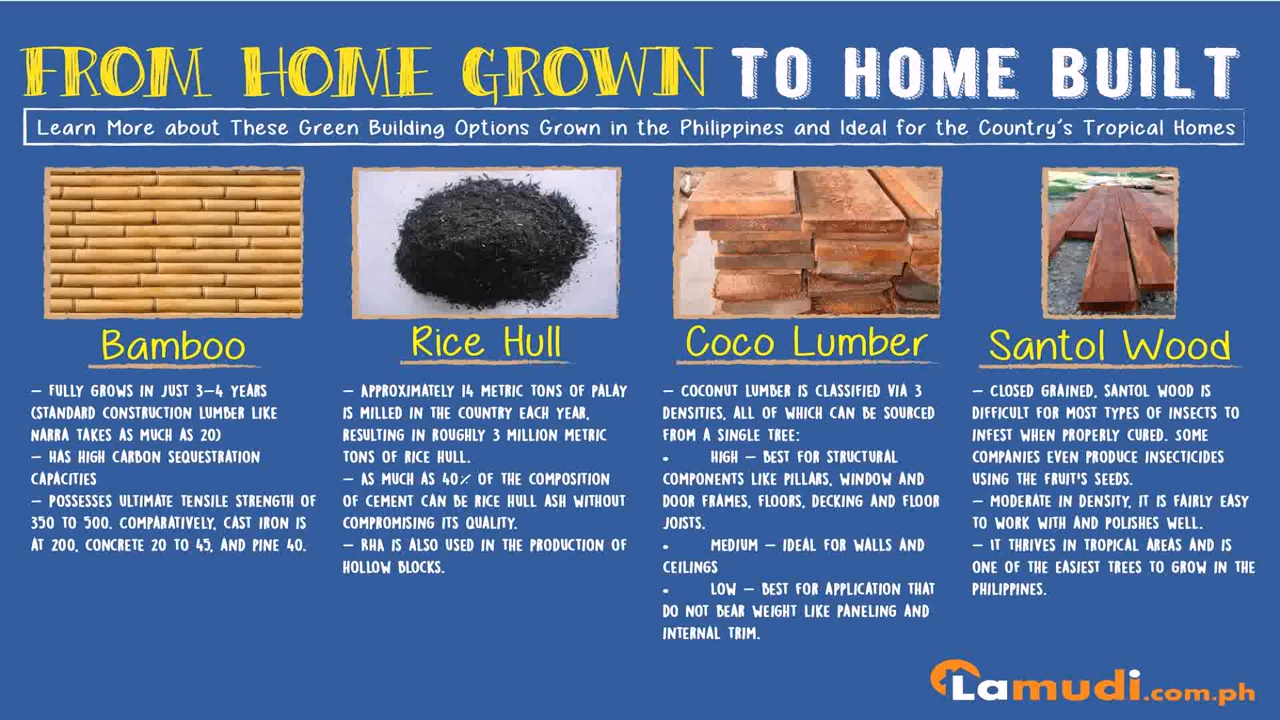 FROM HOME GROWN TO HOME BUILT
Learn More about These Green Building Options Grown in the Philippines and Ideal for the Country's Tropical Homes
Bamboo
– FULLY GROWS IN JUST 3–4 YEARS
(STANDARD CONSTRUCTION LUMBER LIKE
NARRA TAKES AS MUCH AS 20)
– HAS HIGH CARBON SEQUESTRATION
CAPACITIES
– POSSESSES ULTIMATE TENSILE STRENGTH OF
350 TO 500. COMPARATIVELY, CAST IRON IS
AT 200, CONCRETE 20 TO 45, AND PINE 40.
Rice Hull
– APPROXIMATELY 14 METRIC TONS OF PALAY
IS MILLED IN THE COUNTRY EACH YEAR,
RESULTING IN ROUGHLY 3 MILLION METRIC
TONS OF RICE HULL.
– AS MUCH AS 40% OF THE COMPOSITION
OF CEMENT CAN BE RICE HULL ASH WITHOUT
COMPROMISING ITS QUALITY.
– RHA IS ALSO USED IN THE PRODUCTION OF
HOLLOW BLOCKS.
Coco Lumber
– COCONUT LUMBER IS CLASSIFIED VIA 3
DENSITIES, ALL OF WHICH CAN BE SOURCED
FROM A SINGLE TREE:
• HIGH – BEST FOR STRUCTURAL
COMPONENTS LIKE PILLARS, WINDOW AND
DOOR FRAMES, FLOORS, DECKING AND FLOOR
JOISTS.
• MEDIUM – IDEAL FOR WALLS AND
CEILINGS
• LOW – BEST FOR APPLICATION THAT
DO NOT BEAR WEIGHT LIKE PANELING AND
INTERNAL TRIM.
Santol Wood
– CLOSED GRAINED, SANTOL WOOD IS
DIFFICULT FOR MOST TYPES OF INSECTS TO
INFEST WHEN PROPERLY CURED. SOME
COMPANIES EVEN PRODUCE INSECTICIDES
USING THE FRUIT'S SEEDS.
– MODERATE IN DENSITY, IT IS FAIRLY EASY
TO WORK WITH AND POLISHES WELL.
– IT THRIVES IN TROPICAL AREAS AND IS
ONE OF THE EASIEST TREES TO GROW IN THE
PHILIPPINES.
Lamudi.com.ph